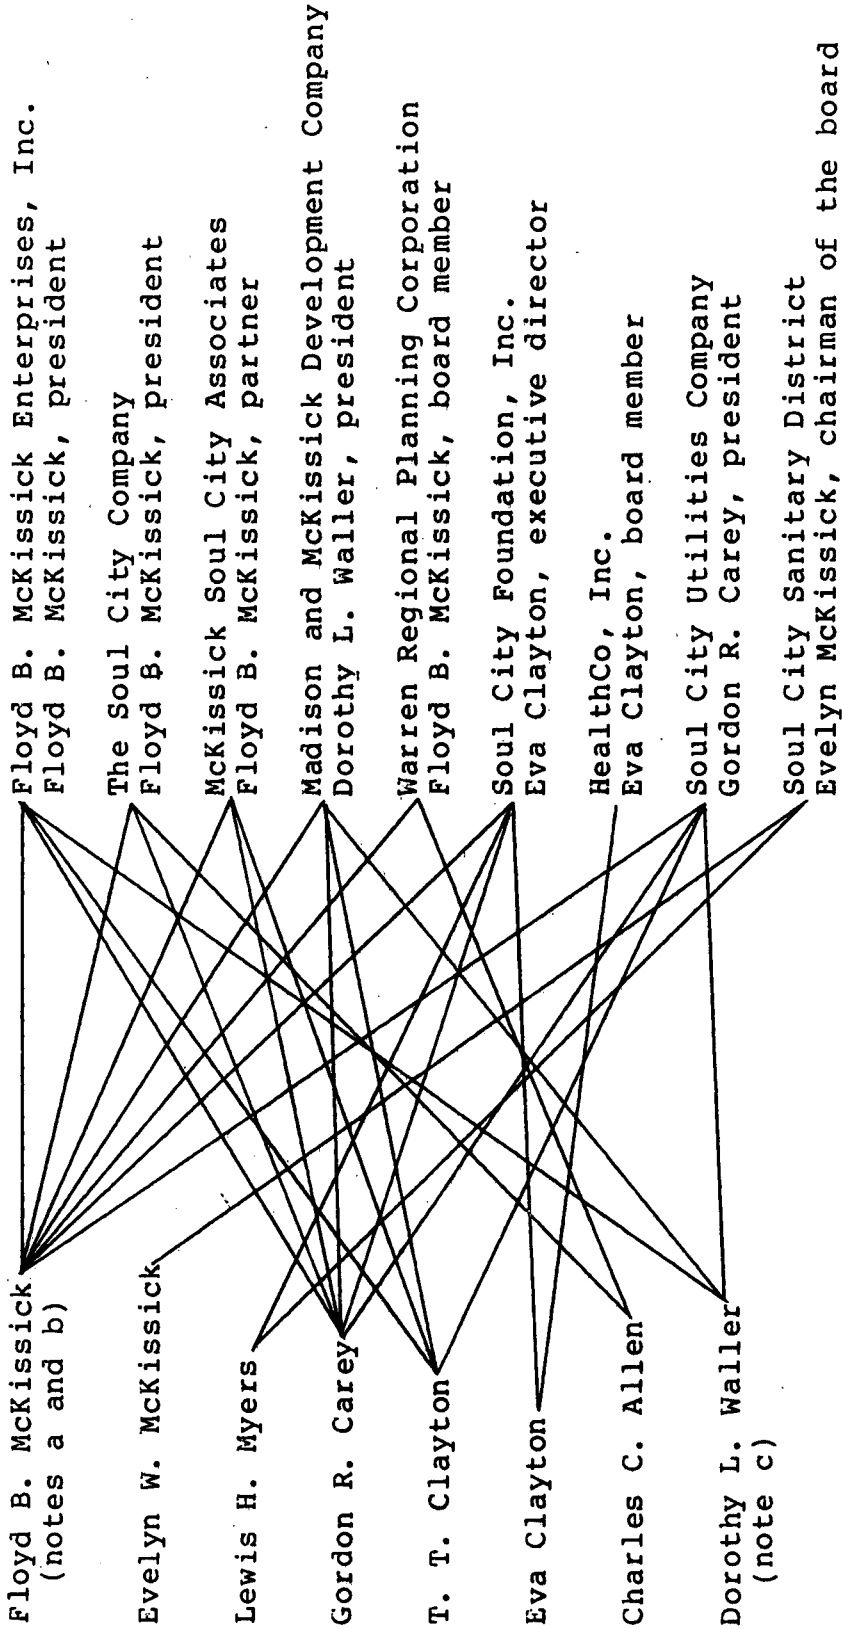 Floyd B. McKissick
(notes a and b)
Evelyn W. McKissick
Lewis H. Myers
Gordon R. Carey
T. T. Clayton
Eva Clayton
Charles C. Allen
Dorothy L. Waller
(note c)
Floyd B. McKissick Enterprises, Inc.
Floyd B. McKissick, president
The Soul City Company
Floyd B. McKissick, president
McKissick Soul City Associates
Floyd B. McKissick, partner
Madison and McKissick Development Company
Dorothy L. Waller, president
Warren Regional Planning Corporation
Floyd B. McKissick, board member
Soul City Foundation, Inc.
Eva Clayton, executive director
HealthCo, Inc.
Eva Clayton, board member
Soul City Utilities Company
Gordon R. Carey, president
Soul City Sanitary District
Evelyn McKissick, chairman of the board